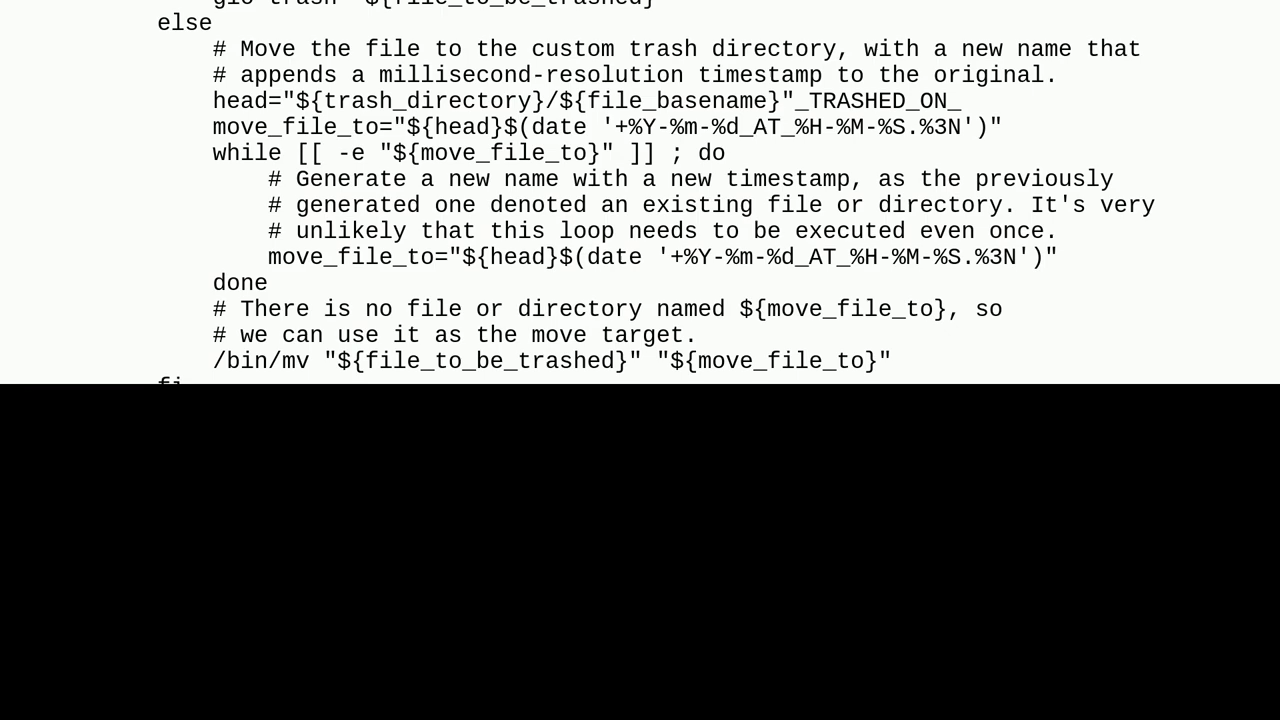 gio trash "${file_to_be_trashed}"
else
# Move the file to the custom trash directory, with a new name that
# appends a millisecond-resolution timestamp to the original.
head="${trash_directory}/${file_basename}"_TRASHED_ON_
move_file_to="${head}$(date '+%Y-%m-%d_AT_%H-%M-%S.%3N')"
while [[ -e "${move_file_to}" ]] ; do
# Generate a new name with a new timestamp, as the previously
# generated one denoted an existing file or directory. It's very
# unlikely that this loop needs to be executed even once.
move_file_to="${head}$(date '+%Y-%m-%d_AT_%H-%M-%S.%3N')"
done
# There is no file or directory named ${move_file_to}, so
# we can use it as the move target.
/bin/mv "${file_to_be_trashed}" "${move_file_to}"
fi